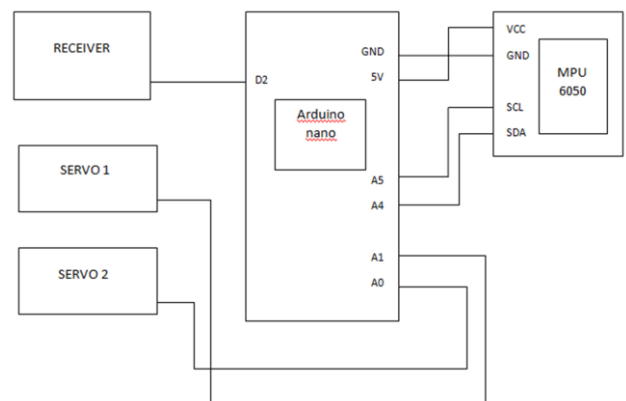 RECEIVER
D2
GND
5V
Arduino
nano
A5
A4
A1
A0
VCC
GND
MPU
6050
SCL
SDA
SERVO 1
SERVO 2